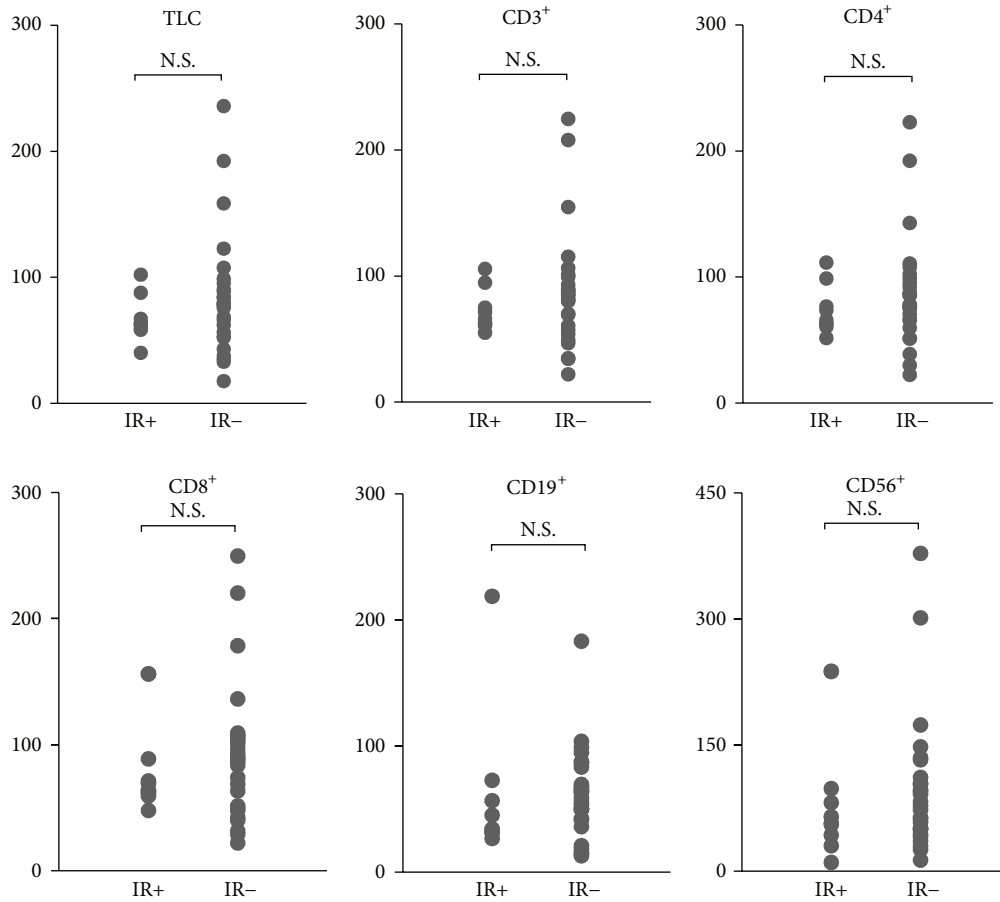 TLC
N.S.
300
200
100
0
IR+ IR−
CD3+
N.S.
300
200
100
0
IR+ IR−
CD4+
N.S.
300
200
100
0
IR+ IR−
CD8+
N.S.
300
200
100
0
IR+ IR−
CD19+
N.S.
300
200
100
0
IR+ IR−
CD56+
N.S.
450
300
150
0
IR+ IR−